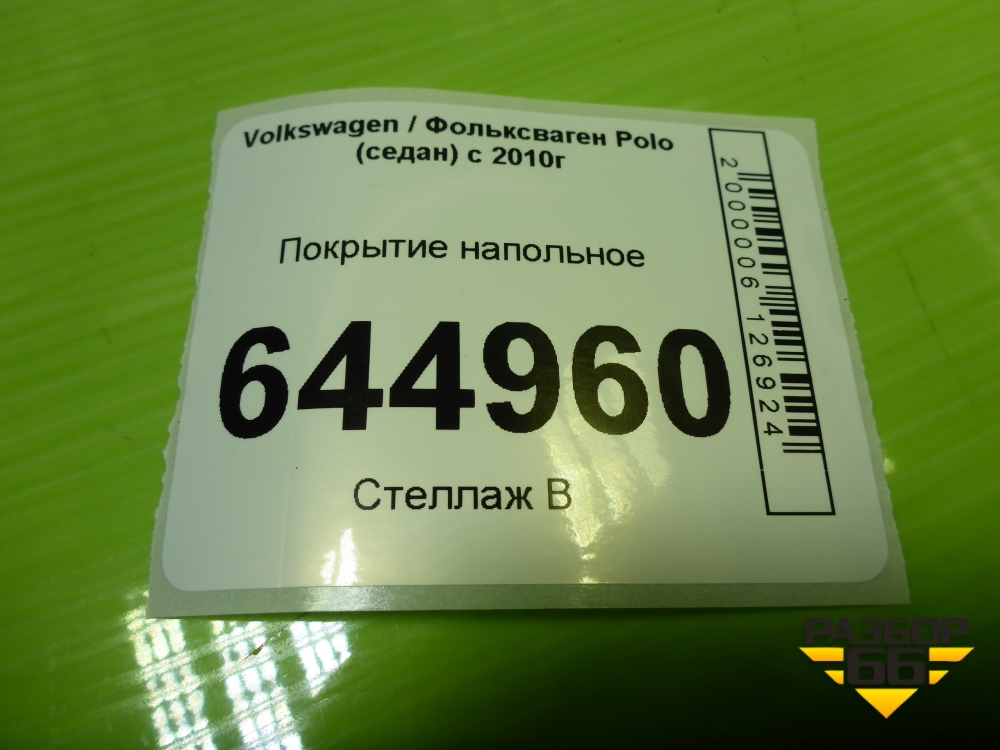 Volkswagen / Фольксваген Polo
(седан) с 2010г
Покрытие напольное
644960
Стеллаж В
2000006126924
РАЗБОР
66